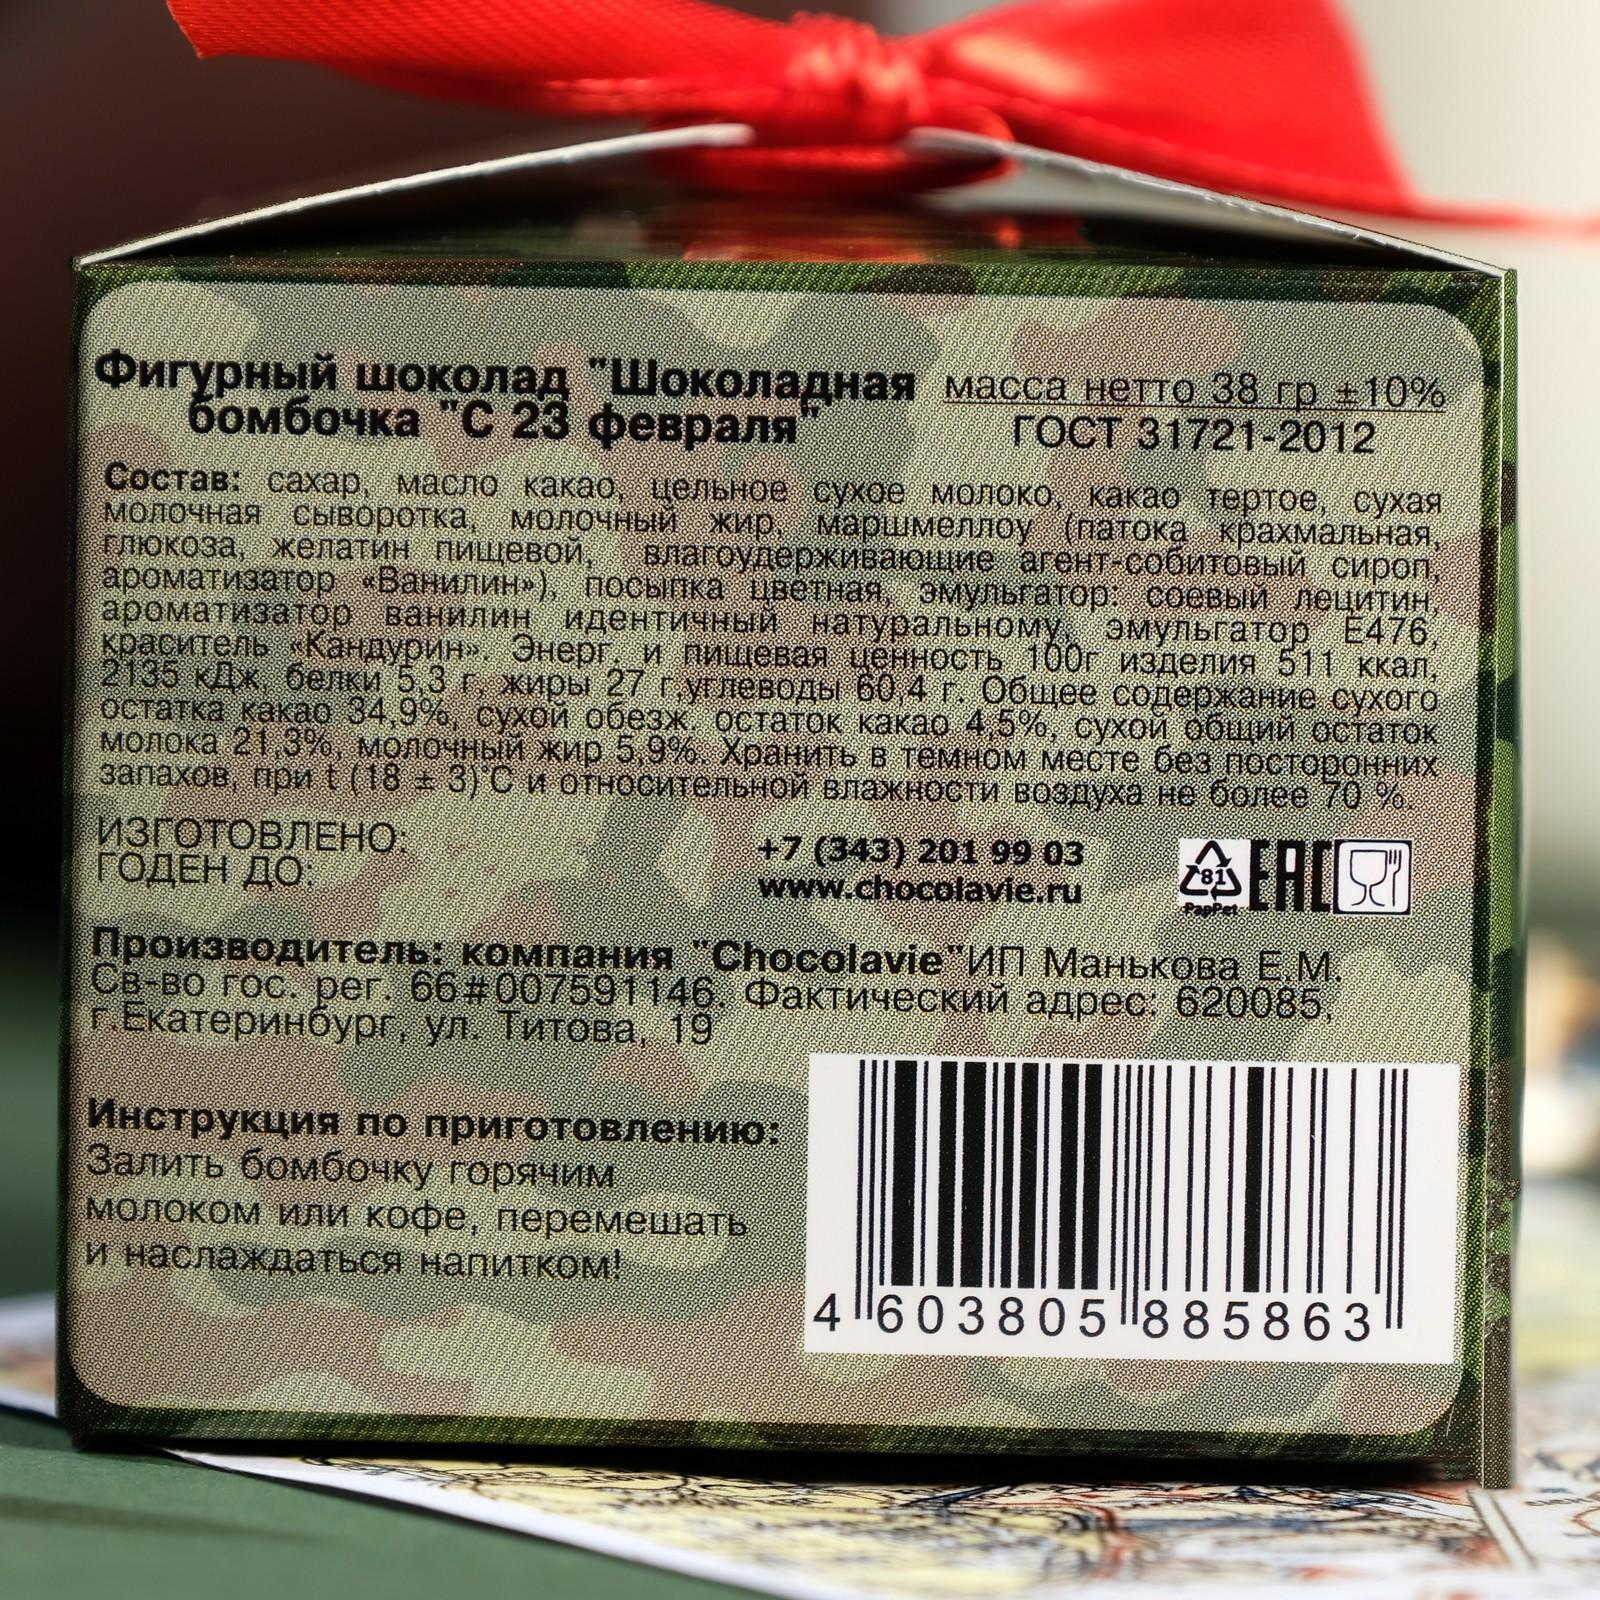 Фигурный шоколад "Шоколадная
бомбочка "С 23 февраля"
масса нетто 38 гр ±10%
ГОСТ 31721-2012
Состав: сахар, масло какао, цельное сухое молоко, какао тертое, сухая
молочная сыворотка, молочный жир, маршмеллоу (патока крахмальная,
глюкоза, желатин пищевой, влагоудерживающие агент-собитовый сироп,
ароматизатор «Ванилин»), посыпка цветная, эмульгатор: соевый лецитин,
ароматизатор ванилин идентичный натуральному, эмульгатор Е476,
краситель «Кандурин». Энерг. и пищевая ценность 100г изделия 511 ккал,
2135 кДж, белки 5,3 г, жиры 27 г,углеводы 60,4 г. Общее содержание сухого
остатка какао 34,9%, сухой обезж. остаток какао 4,5%, сухой общий остаток
молока 21,3%, молочный жир 5,9%. Хранить в темном месте без посторонних
запахов, при t (18 ± 3)°С и относительной влажности воздуха не более 70 %.
ИЗГОТОВЛЕНО:
ГОДЕН ДО:
+7 (343) 201 99 03
www.chocolavie.ru
81
PapPet
EAC
Производитель: компания "Chocolavie"ИП Манькова Е.М.
Св-во гос. рег. 66#007591146. Фактический адрес: 620085,
г.Екатеринбург, ул. Титова, 19
Инструкция по приготовлению:
Залить бомбочку горячим
молоком или кофе, перемешать
и наслаждаться напитком!
4 603805 885863